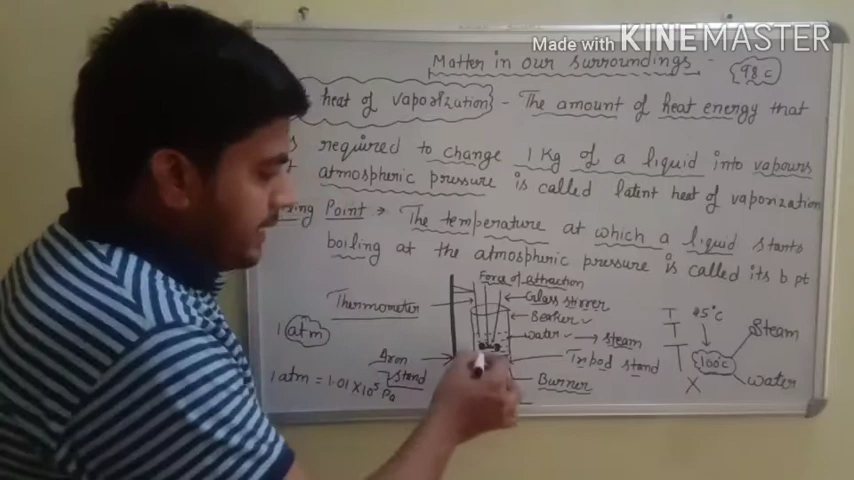 Made with KINEMASTER
Matter in our surroundings -
98 c
heat of vaporization - The amount of heat energy that
required to change 1 Kg of a liquid into vapours
atmospheric pressure is called latent heat of vaporization
Point → The temperature at which a liquid starts
boiling at the atmospheric pressure is called its b pt
Force of attraction
Thermometer
Glass stirrer
Beaker ✓
water ✓ → Steam
Tripod stand
Burner
Iron stand
1 atm
1 atm = 1.01 X 10⁵ Pa
T
T
T
X
100°c
Steam
water